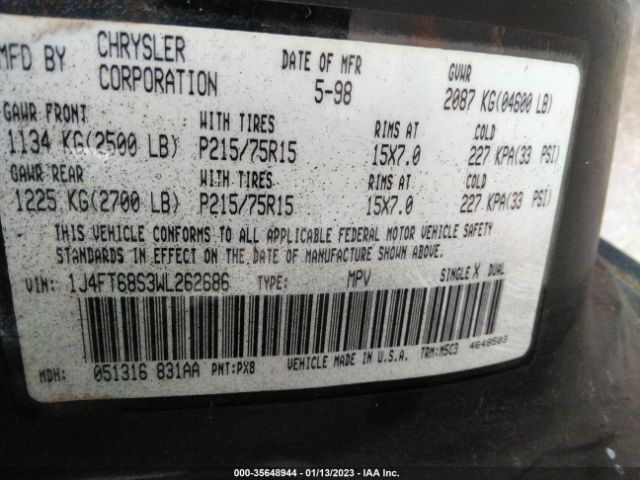 MFD BY CHRYSLER CORPORATION DATE OF MFR 5-98 GVWR 2087 KG(04600 LB)
GAWR FRONT WITH TIRES RIMS AT COLD
1134 KG(2500 LB) P215/75R15 15X7.0 227 KPA(33 PSI)
GAWR REAR WITH TIRES RIMS AT COLD
1225 KG(2700 LB) P215/75R15 15X7.0 227 KPA(33 PSI)
THIS VEHICLE CONFORMS TO ALL APPLICABLE FEDERAL MOTOR VEHICLE SAFETY
STANDARDS IN EFFECT ON THE DATE OF MANUFACTURE SHOWN ABOVE.
VIN: 1J4FT68S3WL262686 TYPE: MPV SINGLE X DUAL
MDH: 051316 831AA PNT:PX8 VEHICLE MADE IN U.S.A. TRM:M5C3 4648503
000-35648944 - 01/13/2023 - IAA Inc.